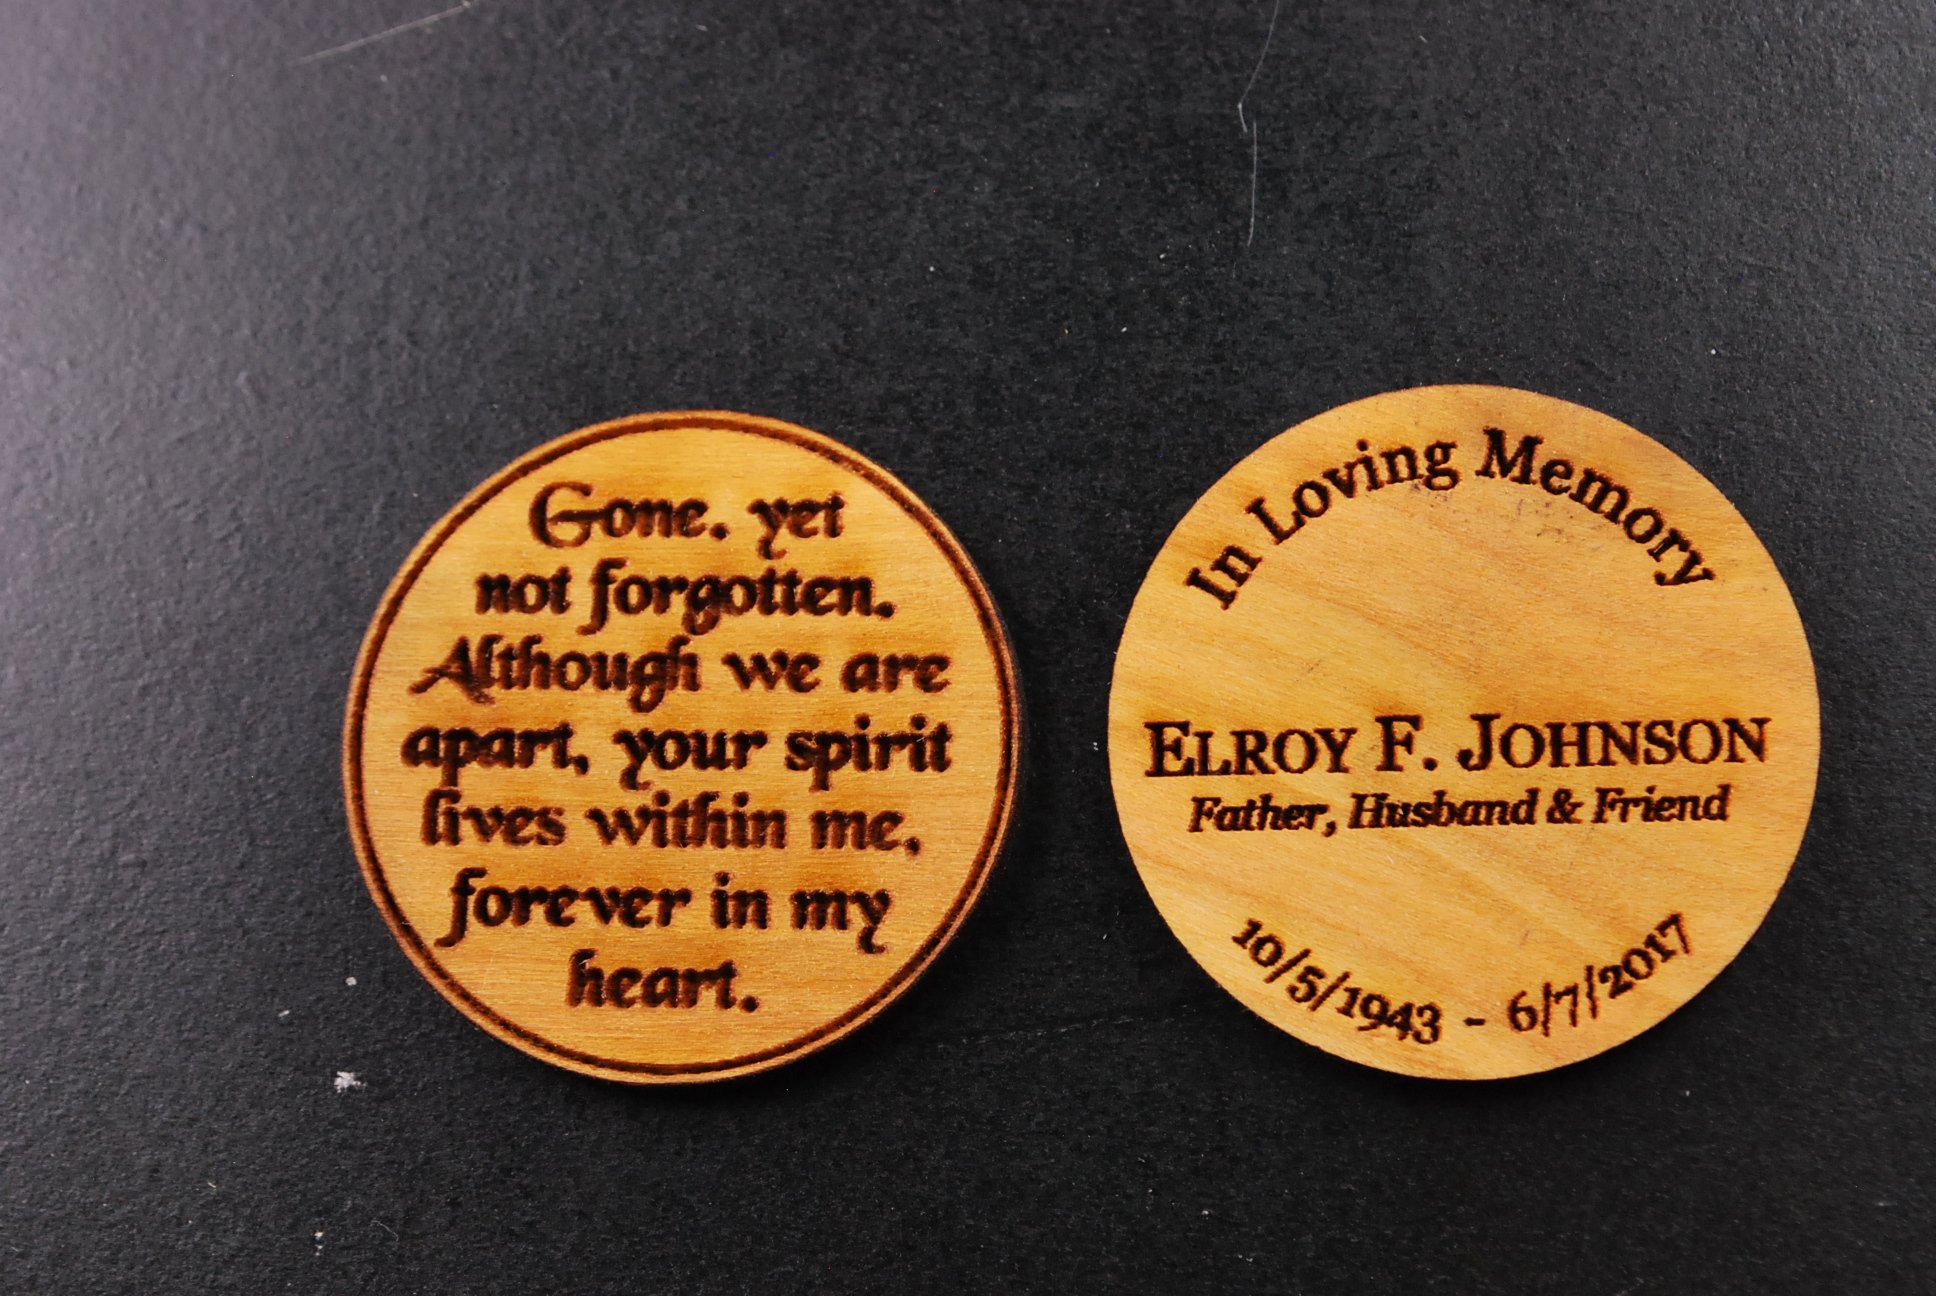 Gone, yet
not forgotten.
Although we are
apart, your spirit
lives within me,
forever in my
heart.
In Loving Memory
ELROY F. JOHNSON
Father, Husband & Friend
10/5/1943 - 6/7/2017